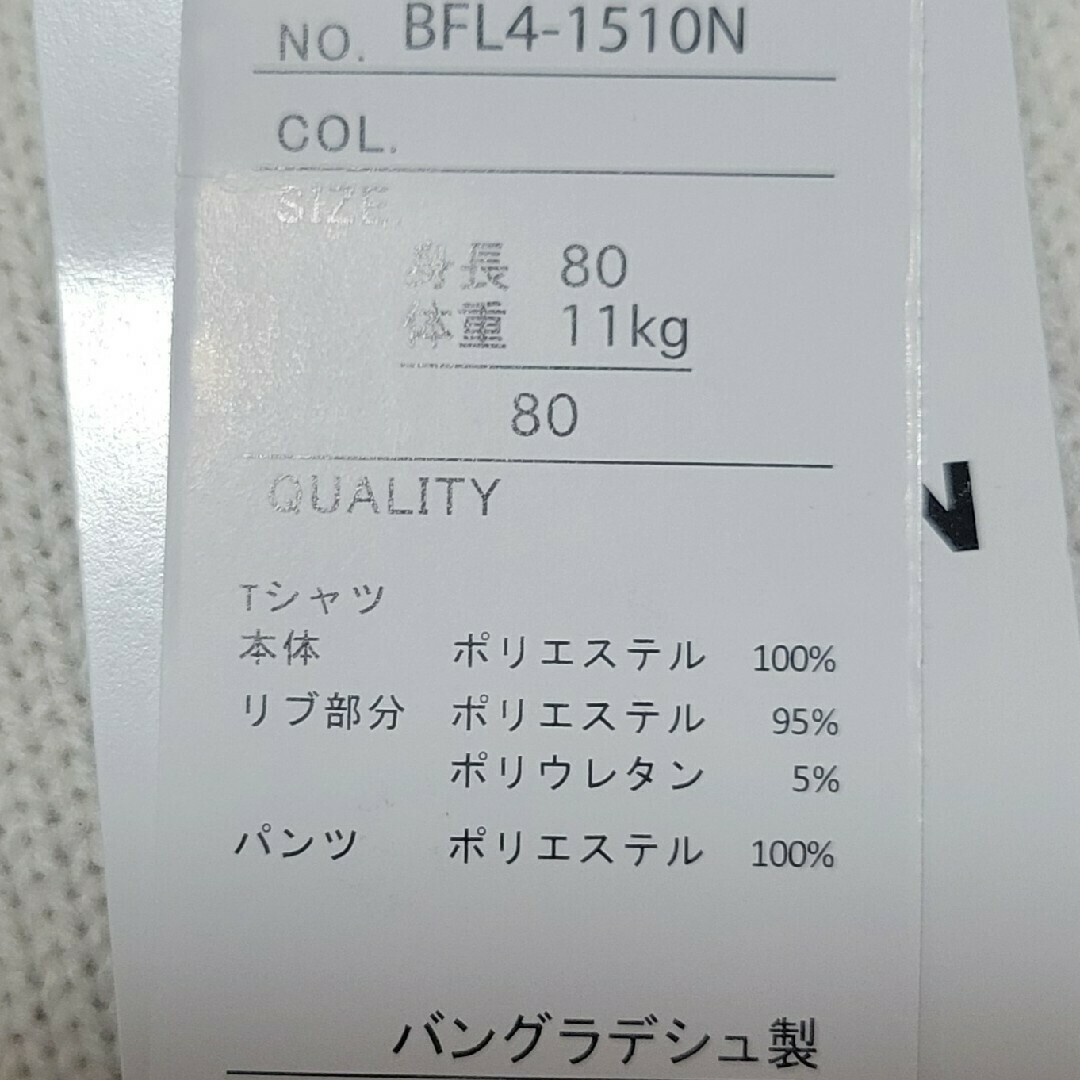 NO. BFL4-1510N
COL.
SIZE.
身長 80
体重 11kg
80
QUALITY
Tシャツ
本体 ポリエステル 100%
リブ部分 ポリエステル 95%
ポリウレタン 5%
パンツ ポリエステル 100%
バングラデシュ製